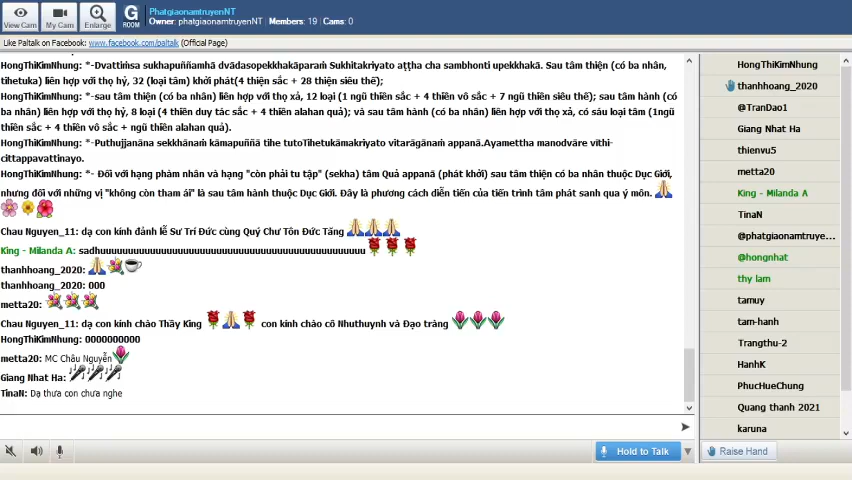 View Cam
My Cam
Enlarge
G
ROOM
PhatgiaonamtruyenNT
Owner: phatgiaonamtruyenNT | Members: 19 | Cams: 0
Like Paltalk on Facebook: www.facebook.com/paltalk (Official Page)
HongThiKimNhung: *-Dvattiṁsa sukhapuññamhā dvādasopekkhakāparaṁ Sukhitakriyato aṭṭha cha sambhonti upekkhakā. Sau tâm thiện (có ba nhân,
tihetuka) liên hợp với thọ hỷ, 32 (loại tâm) khởi phát(4 thiện sắc + 28 thiện siêu thế);
HongThiKimNhung: *-sau tâm thiện (có ba nhân) liên hợp với thọ xả, 12 loại (1 ngũ thiền sắc + 4 thiền vô sắc + 7 ngũ thiền siêu thế); sau tâm hành (có
ba nhân) liên hợp với thọ hỷ, 8 loại (4 thiền duy tác sắc + 4 thiền alahan quả); và sau tâm hành (có ba nhân) liên hợp với thọ xả, có sáu loại tâm (1ngũ
thiền sắc + 4 thiền vô sắc + ngũ thiền alahan quả).
HongThiKimNhung: *-Puthujjanāna sekkhānaṁ kāmapuññā tihe tutoTihetukāmakriyato vitarāgānaṁ appanā.Ayamettha manodvāre vīthi-
cittappavattinayo.
HongThiKimNhung: *- Đối với hạng phàm nhân và hạng "còn phải tu tập" (sekha) tâm Quả appanā (phát khởi) sau tâm thiện có ba nhân thuộc Dục Giới,
nhưng đối với những vị "không còn tham ái" là sau tâm hành thuộc Dục Giới. Đây là phương cách diễn tiến của tiến trình tâm phát sanh qua ý môn.
Chau Nguyen_11: dạ con kính đảnh lễ Sư Trí Đức cùng Quý Chư Tôn Đức Tăng
King - Milanda A: sadhuuuuuuuuuuuuuuuuuuuuuuuuuuuuuuuuuuuuuuuuuuuuu
thanhhoang_2020:
thanhhoang_2020: 000
metta20:
Chau Nguyen_11: dạ con kính chào Thầy King con kính chào cô Nhuthuynh và Đạo tràng
HongThiKimNhung: 0000000000
metta20: MC Châu Nguyễn
Giang Nhat Ha:
TinaN: Dạ thưa con chưa nghe
HongThiKimNhung
thanhhoang_2020
@TranDao1
Giang Nhat Ha
thienvu5
metta20
King - Milanda A
TinaN
@phatgiaonamtruye...
@hongnhat
thy lam
tamuy
tam-hanh
Trangthu-2
HanhK
PhucHueChung
Quang thanh 2021
karuna
Hold to Talk
Raise Hand